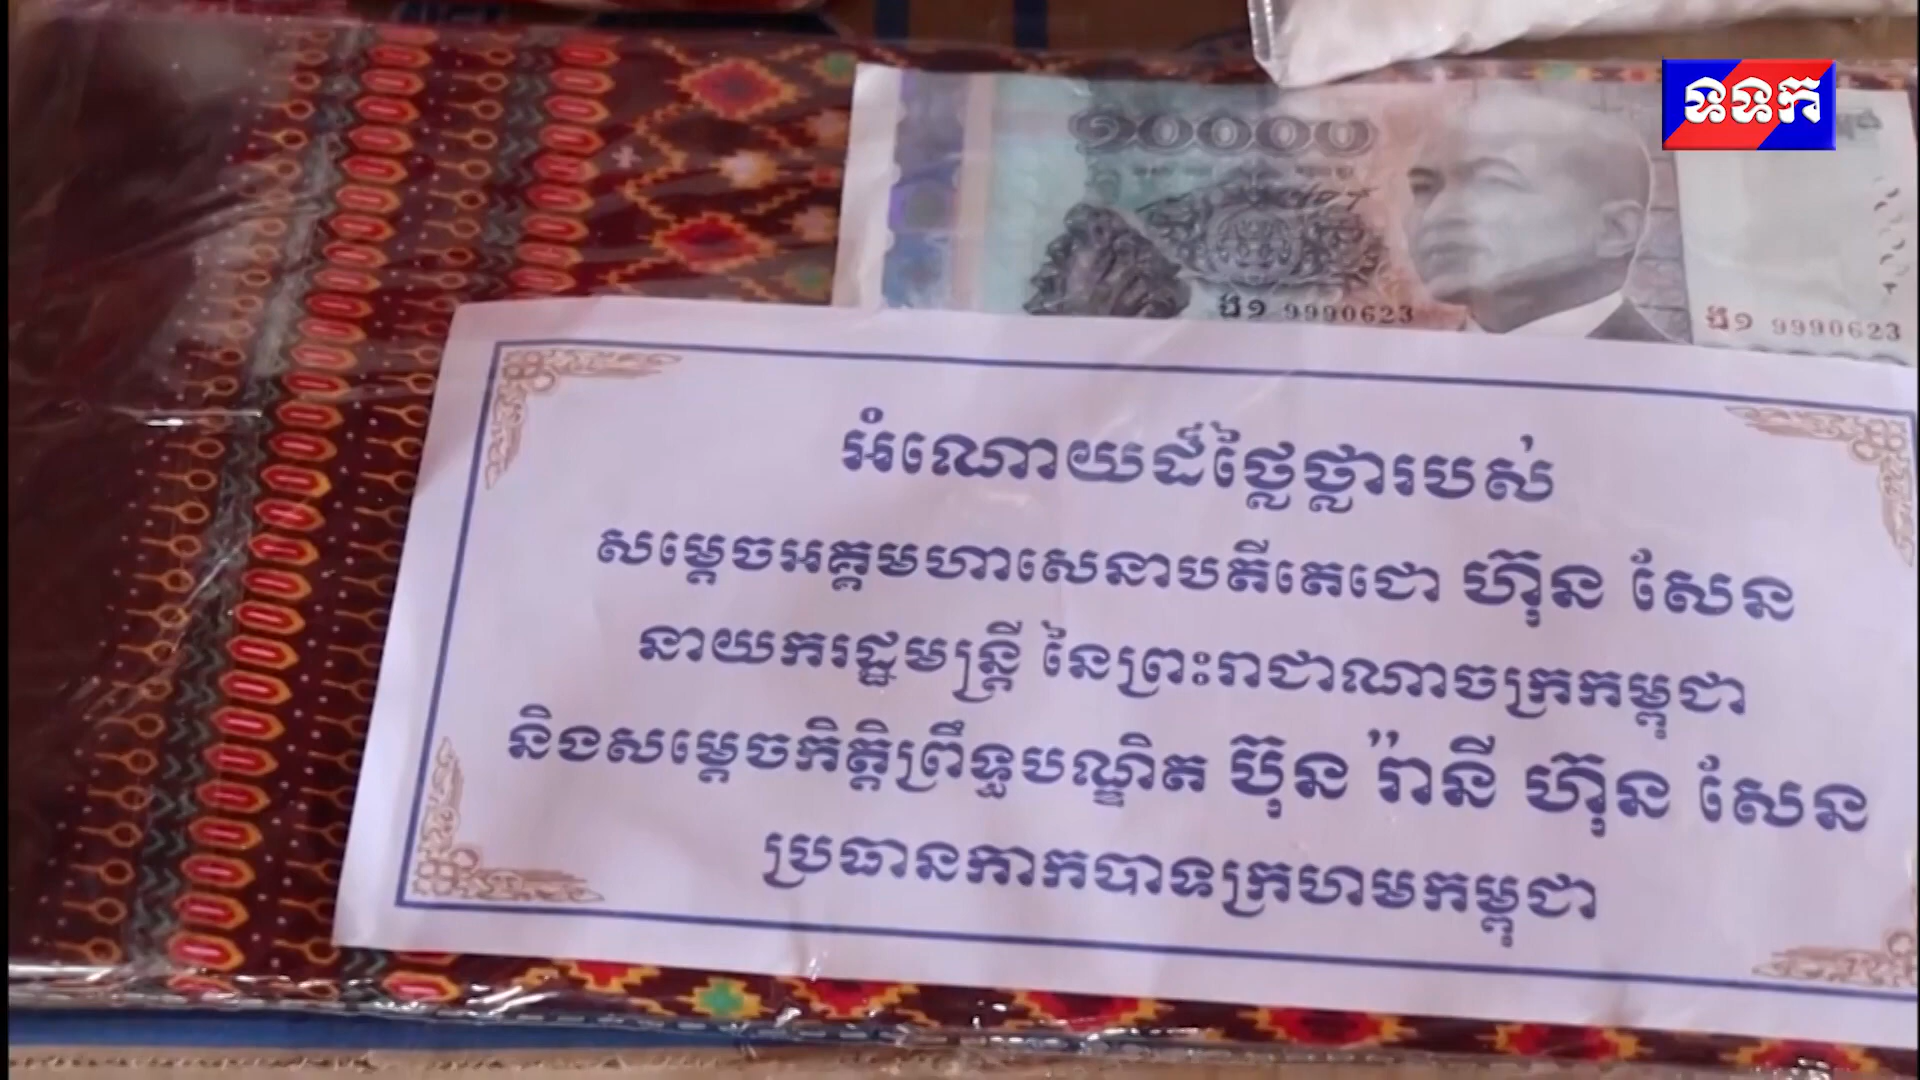 ទទក
១០០០០
ង១ 9990623
ង១ 9990623
អំណោយដ៏ថ្លៃថ្លារបស់
សម្តេចអគ្គមហាសេនាបតីតេជោ ហ៊ុន សែន
នាយករដ្ឋមន្ត្រី នៃព្រះរាជាណាចក្រកម្ពុជា
និងសម្តេចកិត្តិព្រឹទ្ធបណ្ឌិត ប៊ុន រ៉ានី ហ៊ុន សែន
ប្រធានកាកបាទក្រហមកម្ពុជា